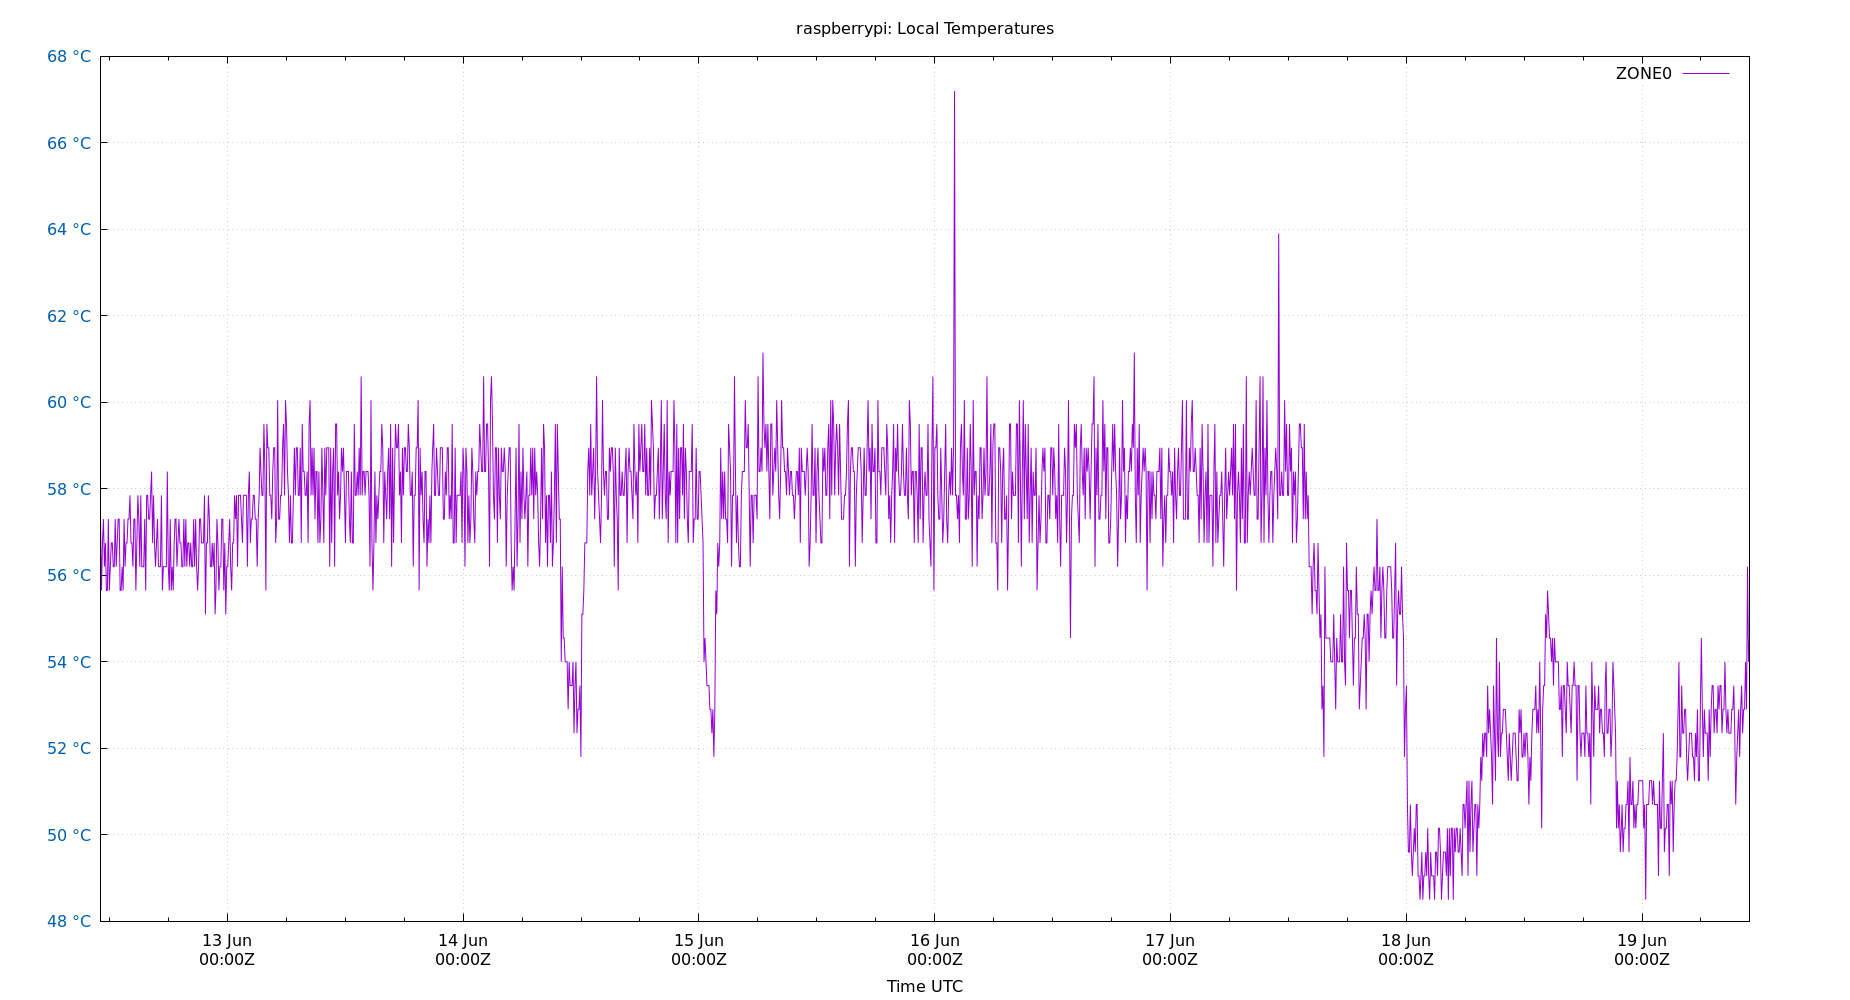 raspberrypi: Local Temperatures
68 °C
ZONE0
66 °C
64 °C
62 °C
60 °C
58 °C
56 °C
54 °C
52 °C
50 °C
48 °C
13 Jun 14 Jun 15 Jun 16 Jun 17 Jun 18 Jun 19 Jun
00:00Z 00:00Z 00:00Z 00:00Z 00:00Z 00:00Z 00:00Z
Time UTC